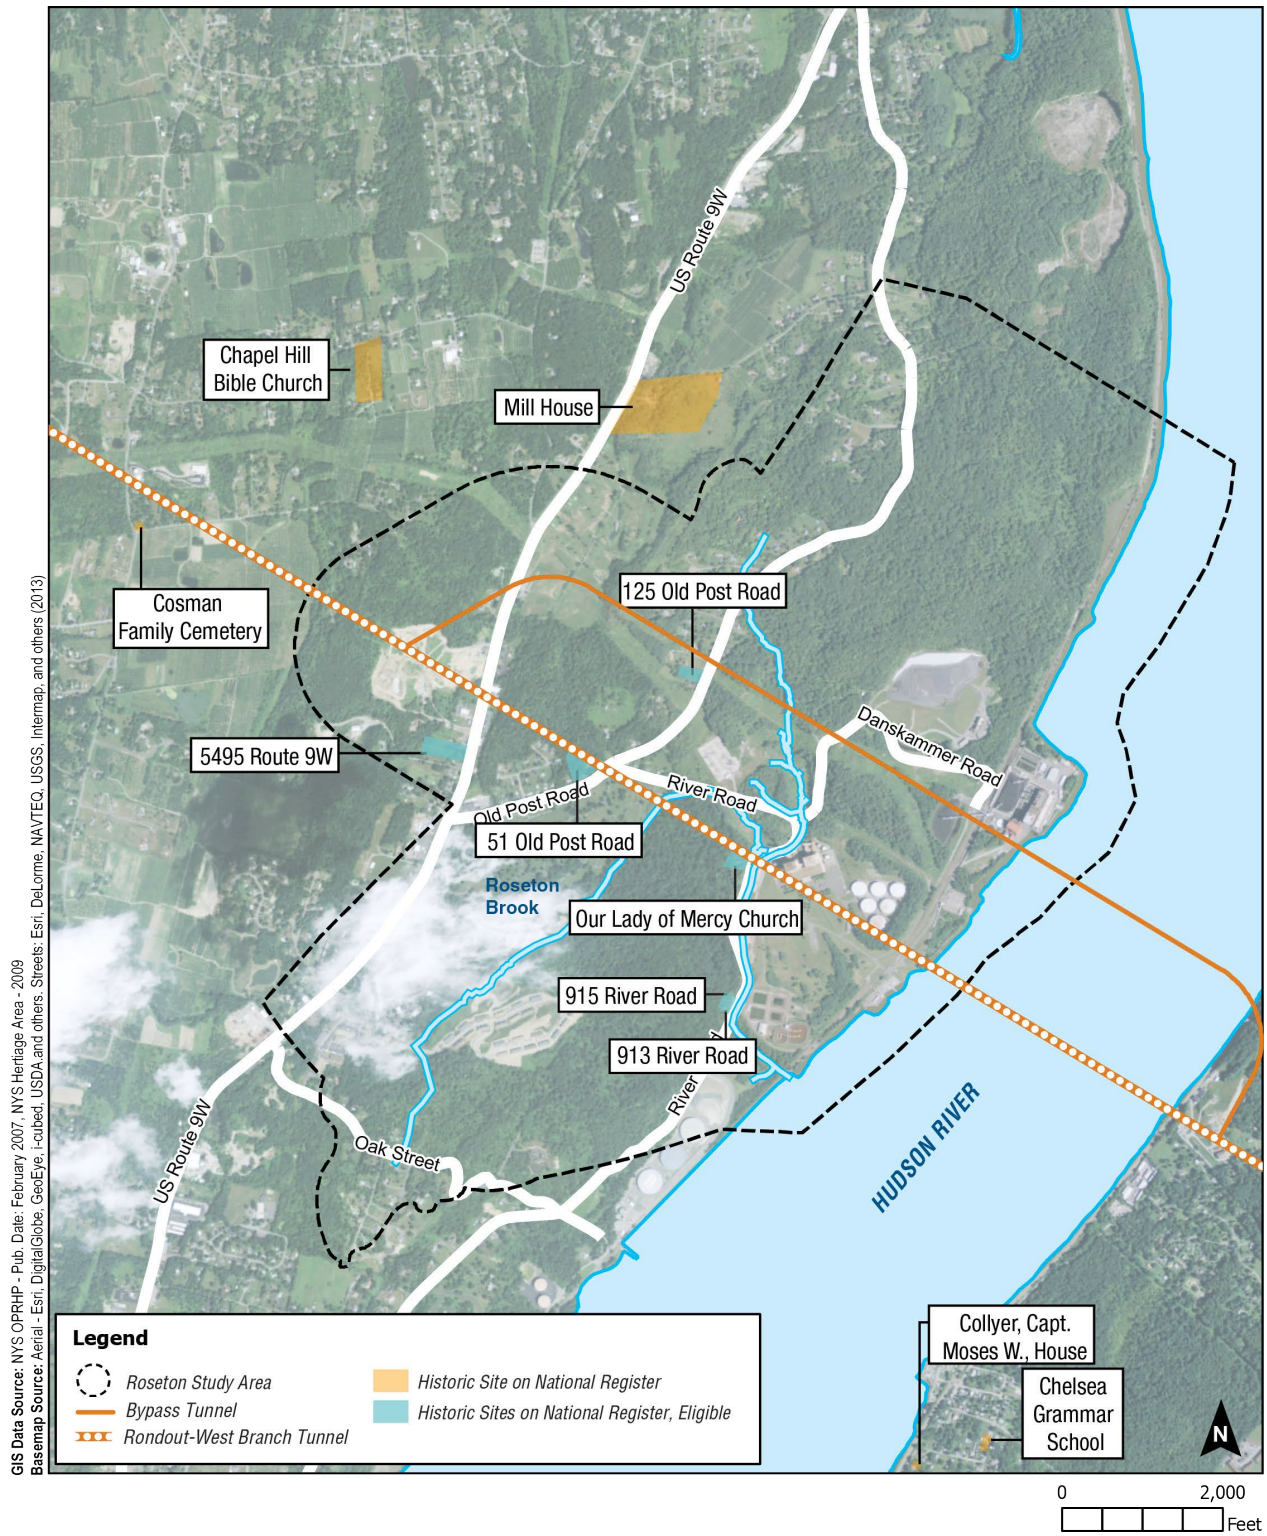 US Route 9W
Chapel Hill
Bible Church
Mill House
125 Old Post Road
Cosman
Family Cemetery
Danskammer Road
5495 Route 9W
River Road
Old Post Road
51 Old Post Road
Roseton
Brook
Our Lady of Mercy Church
915 River Road
913 River Road
River
d
HUDSON RIVER
US Route 9W
Oak Street
Collyer, Capt.
Moses W., House
Chelsea
Grammar
School
N
Legend
Roseton Study Area
Bypass Tunnel
Rondout-West Branch Tunnel
Historic Site on National Register
Historic Sites on National Register, Eligible
0 2,000
Feet
GIS Data Source: NYS OPRHP - Pub. Date: February 2007, NYS Hertiage Area - 2009
Basemap Source: Aerial - Esri, DigitalGlobe, GeoEye, i-cubed, USDA.and others. Streets: Esri, DeLorme, NAVTEQ, USGS, Intermap, and others (2013)